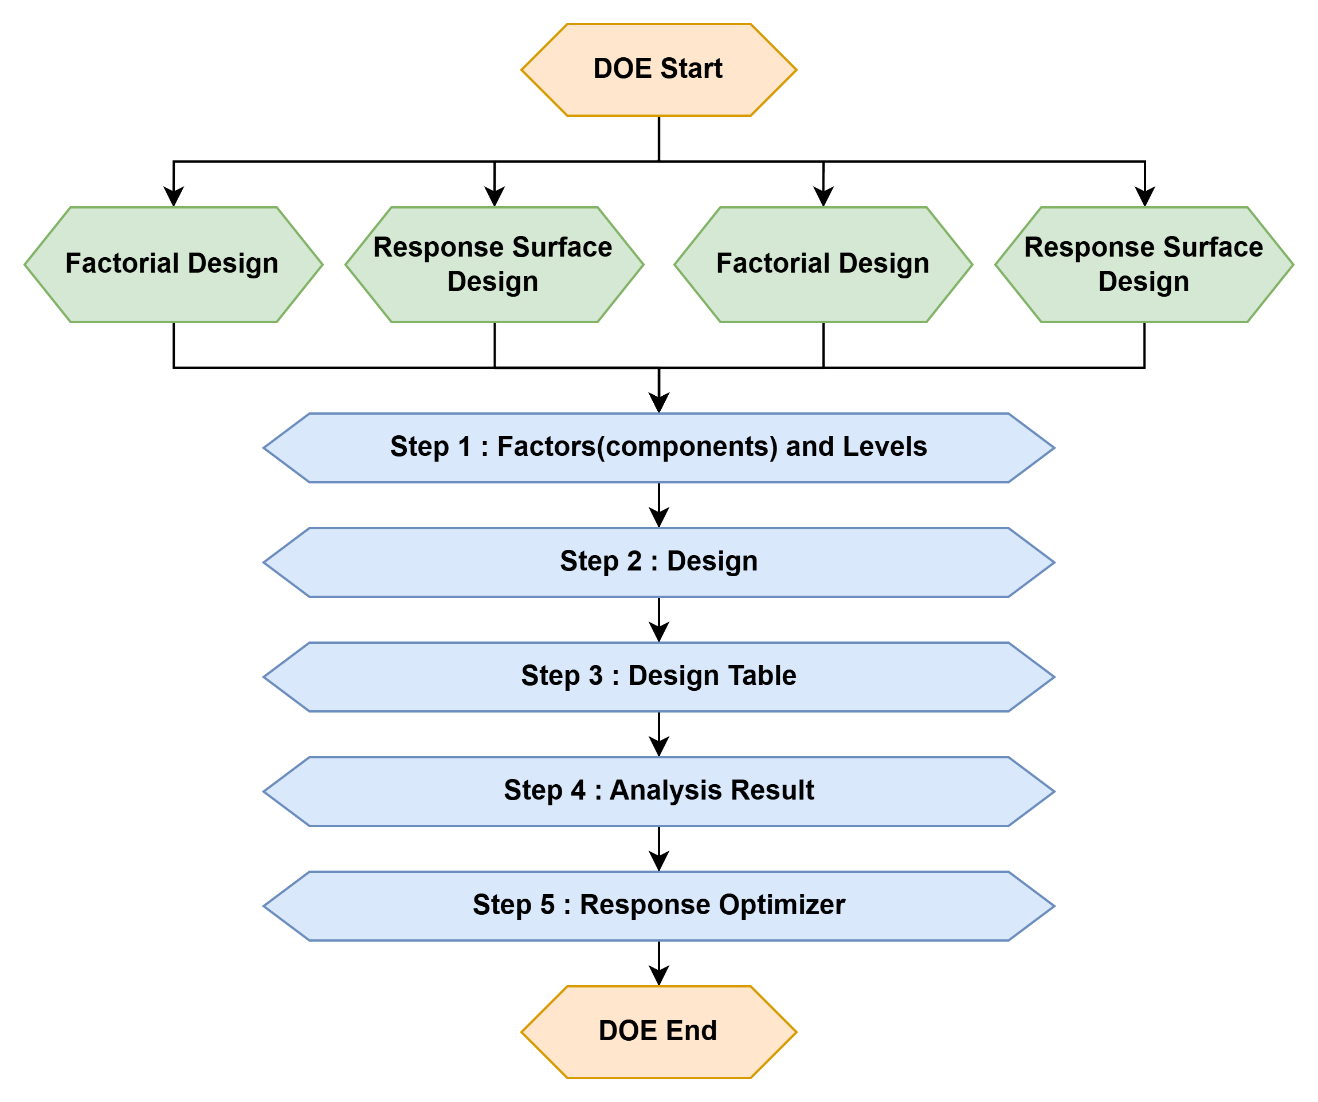 DOE Start
Factorial Design
Response Surface
Design
Factorial Design
Response Surface
Design
Step 1 : Factors(components) and Levels
Step 2 : Design
Step 3 : Design Table
Step 4 : Analysis Result
Step 5 : Response Optimizer
DOE End